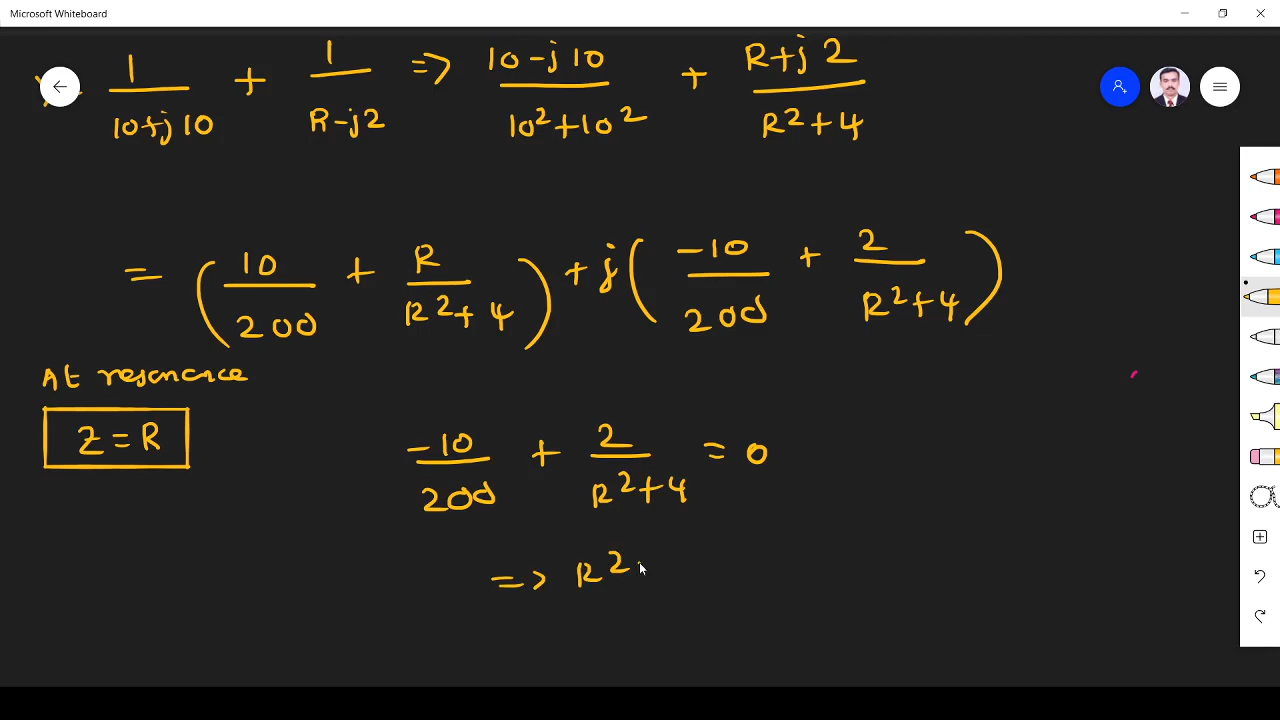 Microsoft Whiteboard
1/(10+j10) + 1/(R-j2) => (10-j10)/(10²+10²) + (R+j2)/(R²+4)
= (10/200 + R/(R²+4)) + j(-10/200 + 2/(R²+4))
At resonance
Z = R
-10/200 + 2/(R²+4) = 0
=> R²